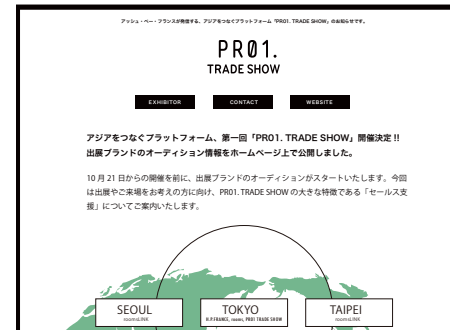 アッシュ・ペー・フランスが発信する、アジアをつなぐプラットフォーム「PR01. TRADE SHOW」のお知らせです。
PR01.
TRADE SHOW
EXHIBITOR
CONTACT
WEBSITE
アジアをつなぐプラットフォーム、第一回「PR01. TRADE SHOW」開催決定 !!
出展ブランドのオーディション情報をホームページ上で公開しました。
10 月 21 日からの開催を前に、出展ブランドのオーディションがスタートいたします。今回
は出展やご来場をお考えの方に向け、PR01. TRADE SHOW の大きな特徴である「セールス支
援」についてご案内いたします。
SEOUL
roomsLINK
TOKYO
H.P.FRANCE, rooms, PR01 TRADE SHOW
TAIPEI
roomsLINK